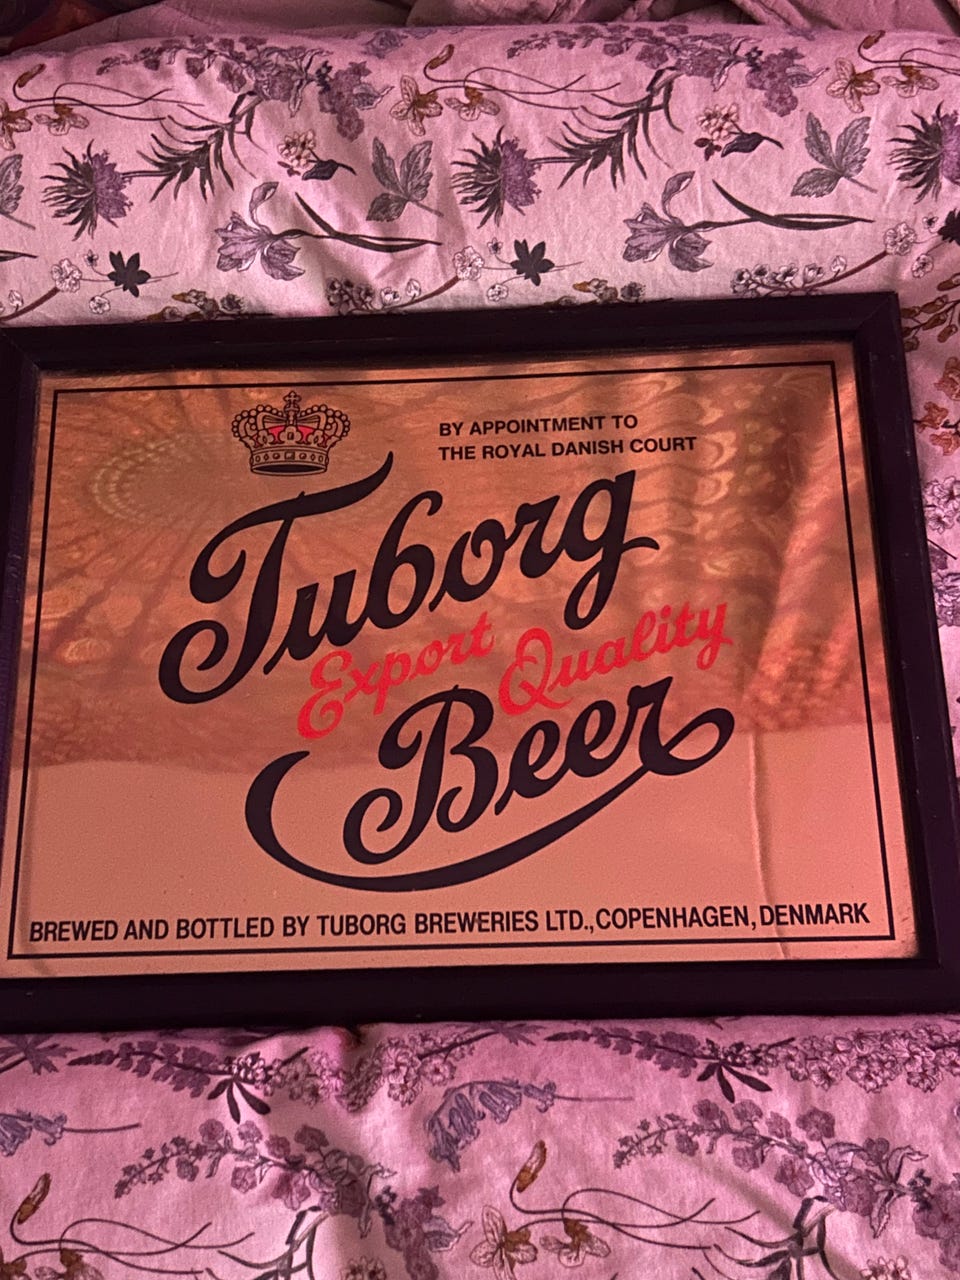 BY APPOINTMENT TO
THE ROYAL DANISH COURT
Tuborg
Export Quality
Beer
BREWED AND BOTTLED BY TUBORG BREWERIES LTD., COPENHAGEN, DENMARK